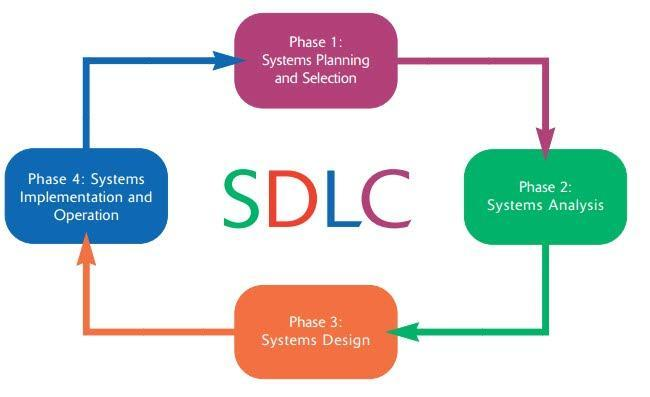 Phase 1:
Systems Planning
and Selection
Phase 4: Systems
Implementation and
Operation
SDLC
Phase 2:
Systems Analysis
Phase 3:
Systems Design